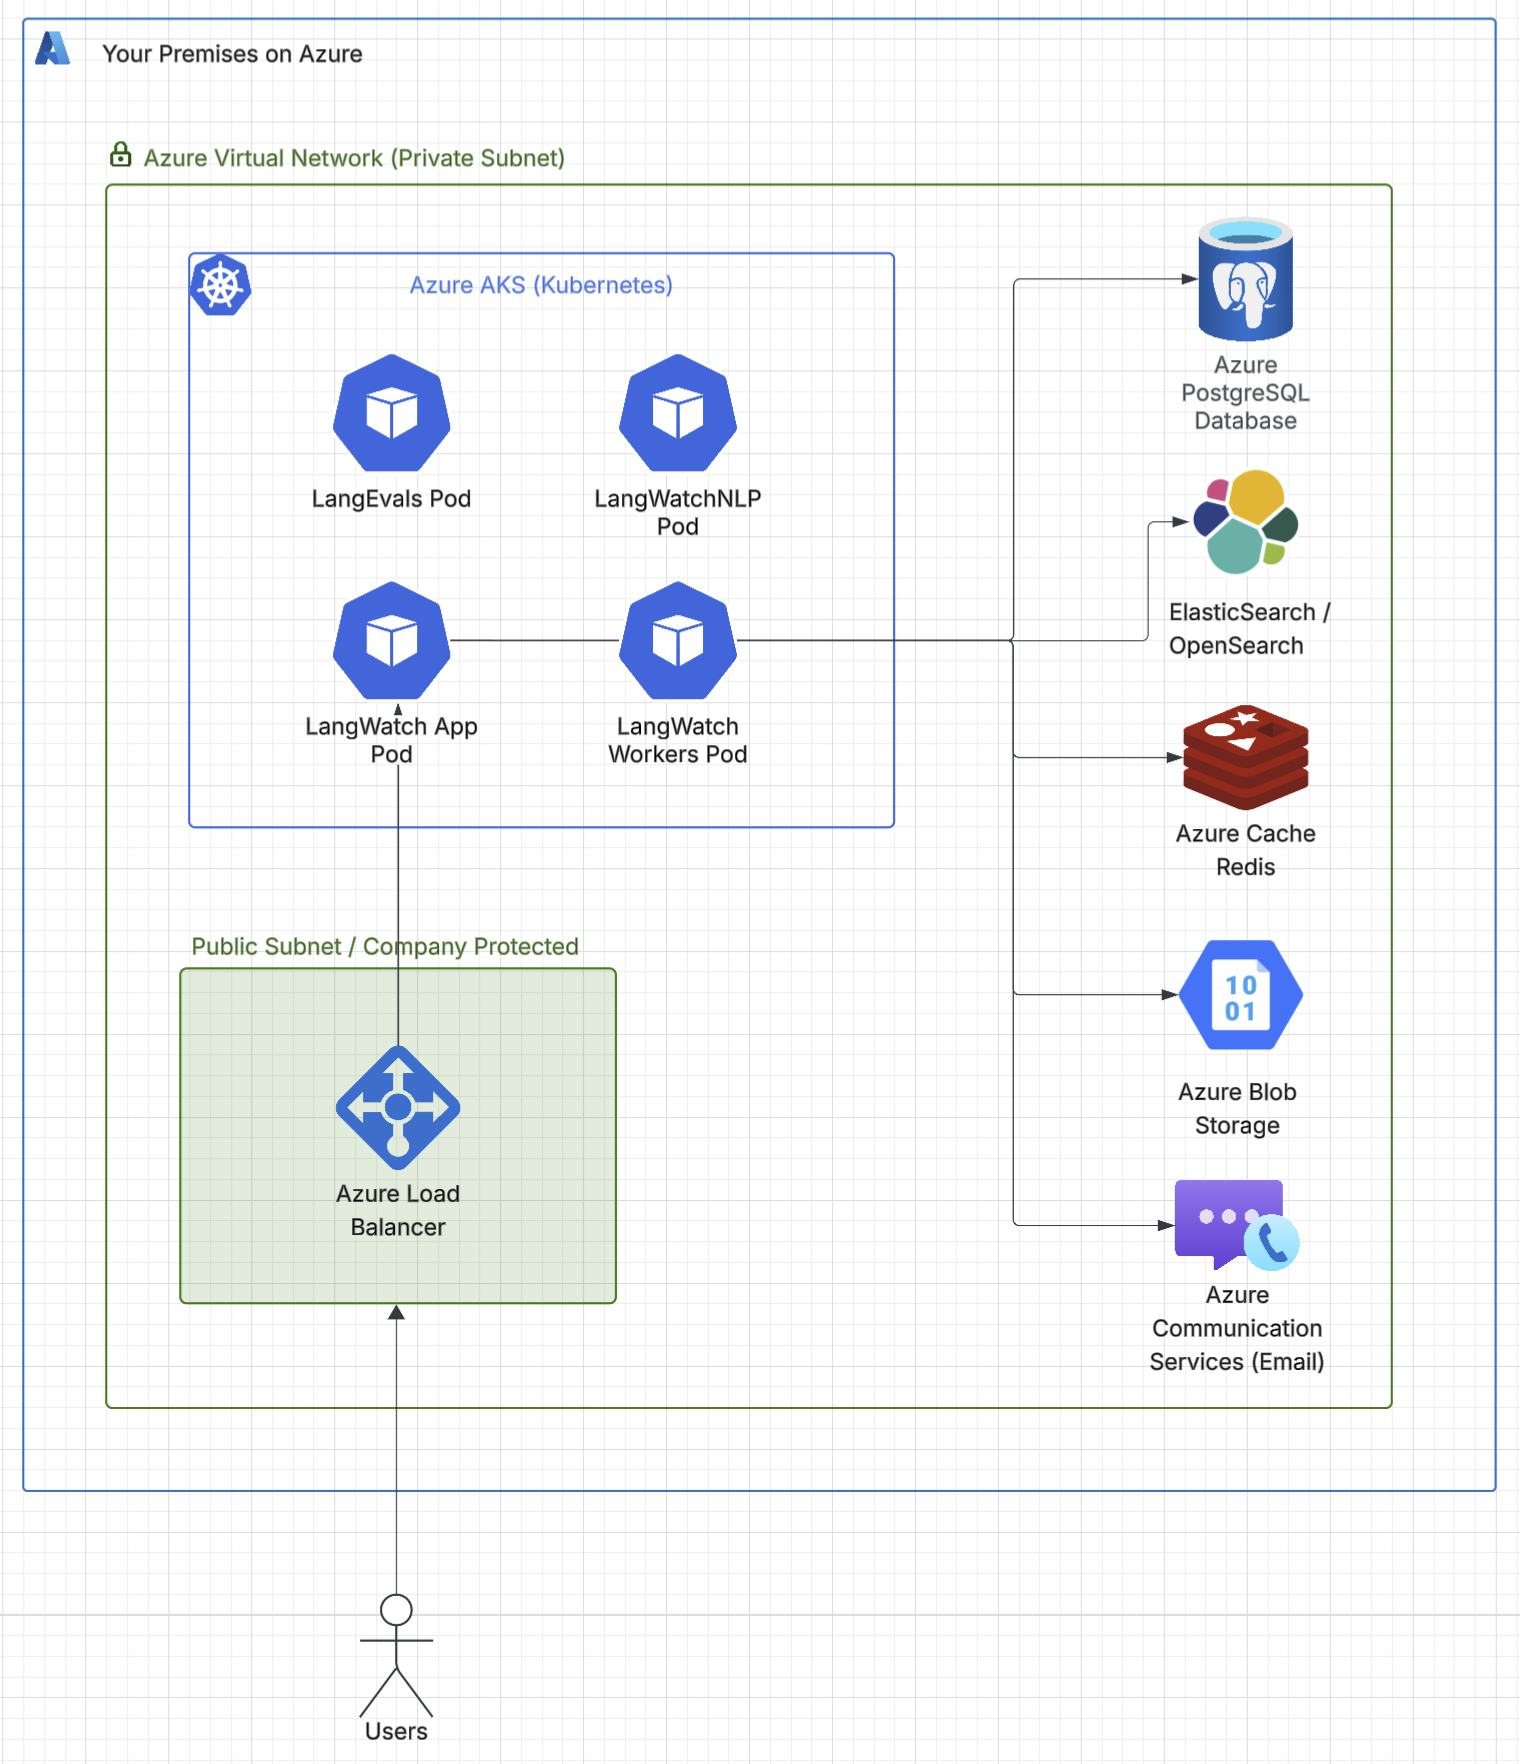 Your Premises on Azure
Azure Virtual Network (Private Subnet)
Azure AKS (Kubernetes)
LangEvals Pod
LangWatchNLP
Pod
LangWatch App
Pod
LangWatch
Workers Pod
Azure
PostgreSQL
Database
ElasticSearch /
OpenSearch
Azure Cache
Redis
10
01
Azure Blob
Storage
Azure
Communication
Services (Email)
Public Subnet / Company Protected
Azure Load
Balancer
Users